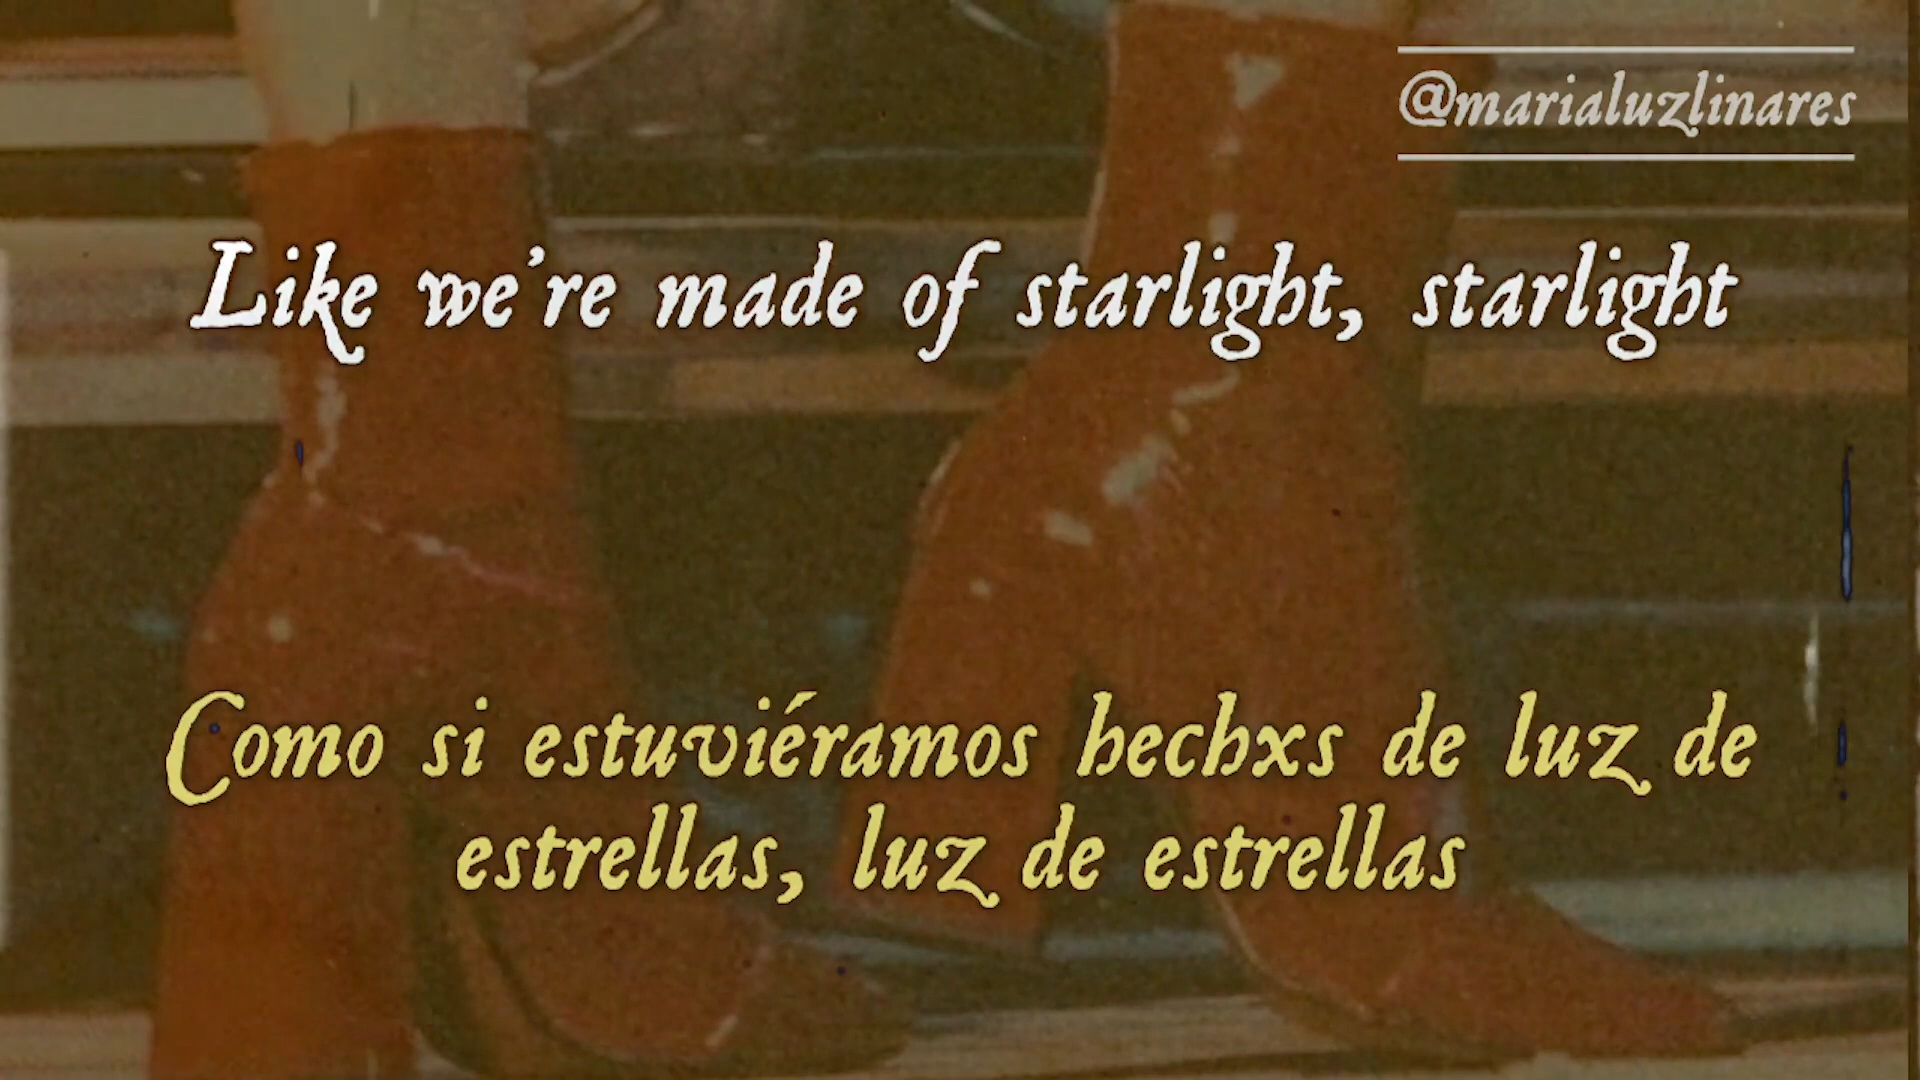 @marialuzlinares
Like we're made of starlight, starlight
Como si estuviéramos hechxs de luz de
estrellas, luz de estrellas